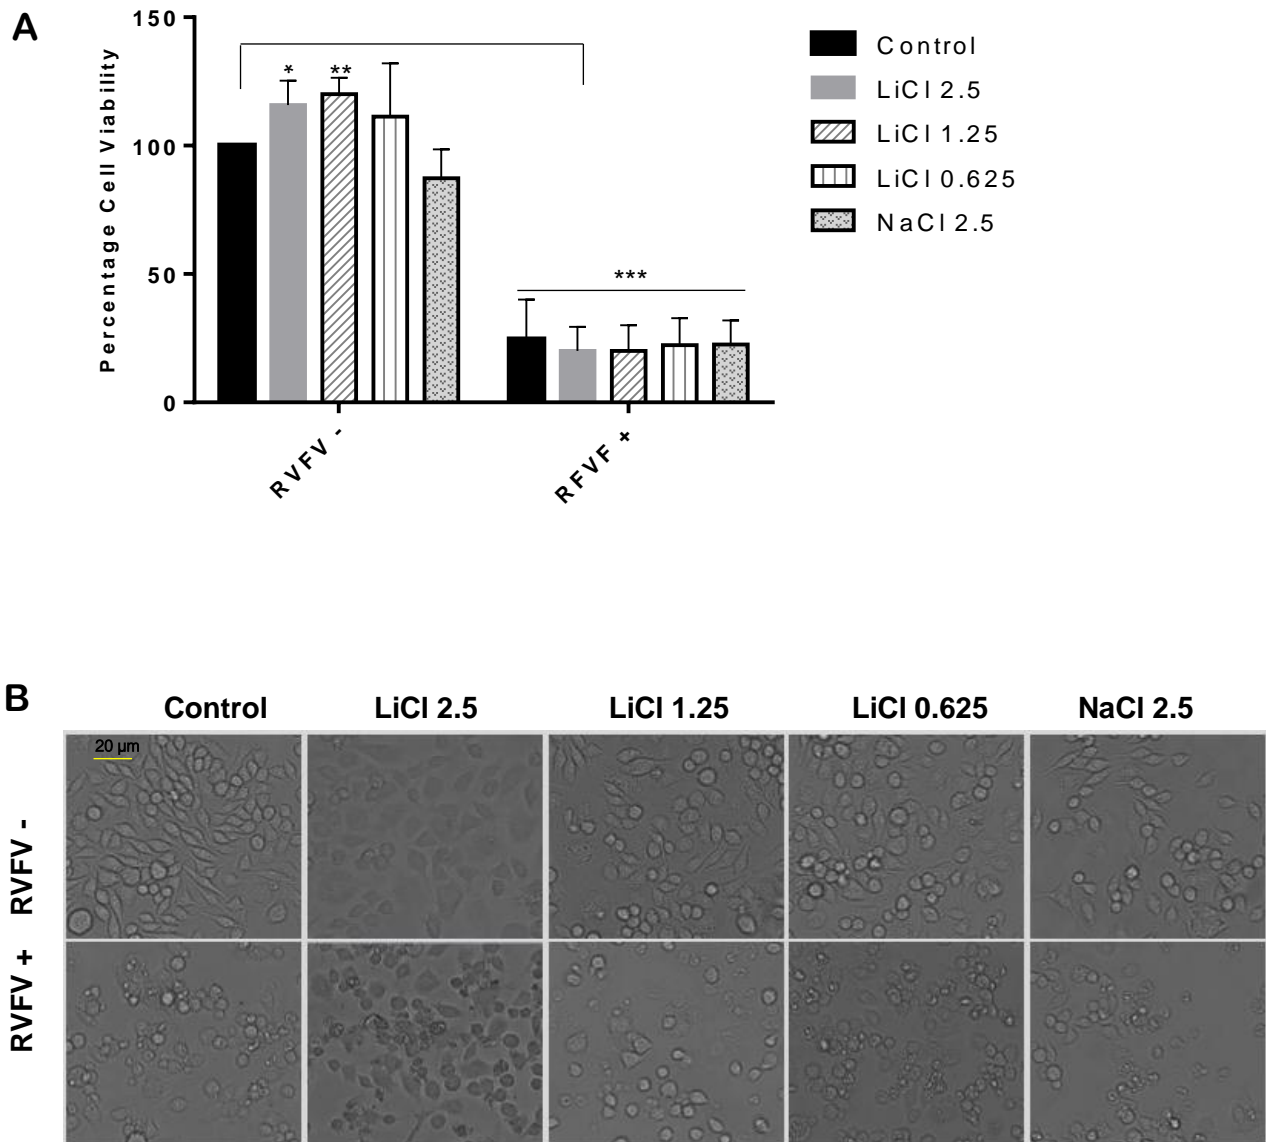 A
150
100
50
0
Percentage Cell Viability
*
**
***
RVFV -
RFVF +
Control
LiCl 2.5
LiCl 1.25
LiCl 0.625
NaCl 2.5
B
Control LiCl 2.5 LiCl 1.25 LiCl 0.625 NaCl 2.5
20 µm
RVFV -
RVFV +